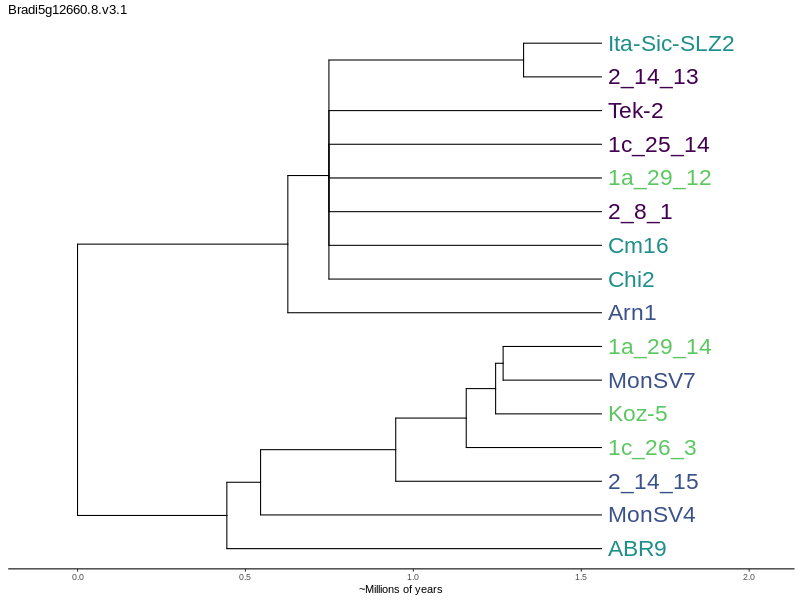 Bradi5g12660.8.v3.1
Ita-Sic-SLZ2
2_14_13
Tek-2
1c_25_14
1a_29_12
2_8_1
Cm16
Chi2
Arn1
1a_29_14
MonSV7
Koz-5
1c_26_3
2_14_15
MonSV4
ABR9
0.0 0.5 1.0 1.5 2.0
~Millions of years